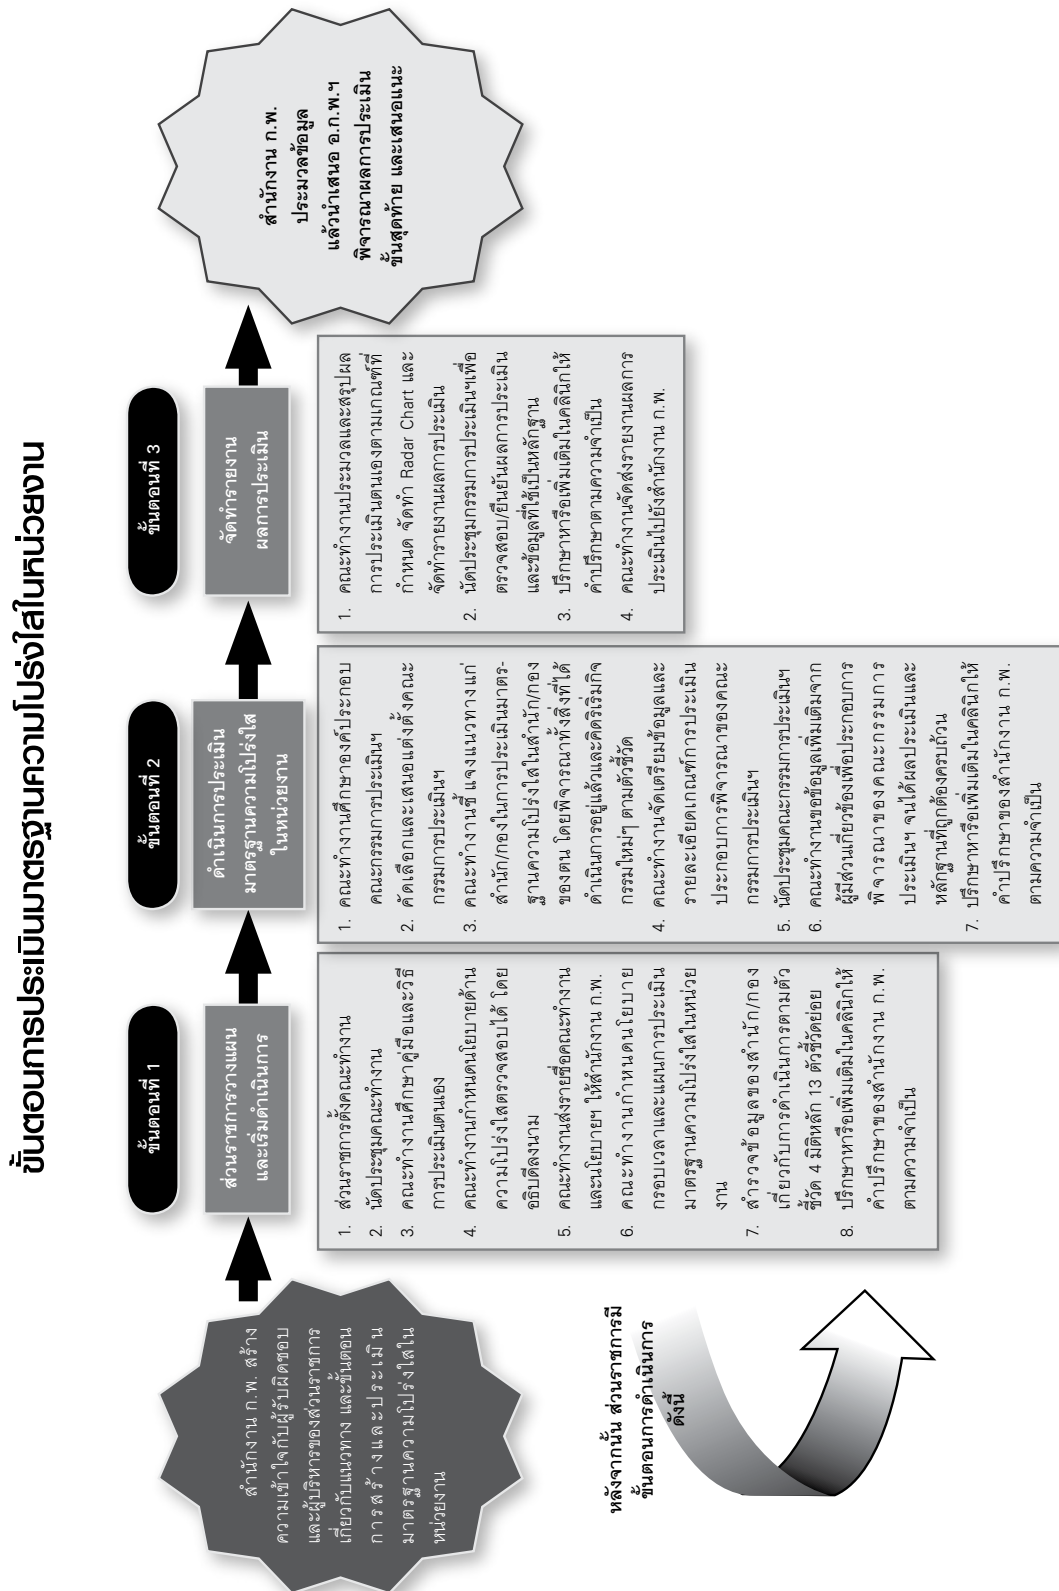 ขั้นตอนการประเมินมาตรฐานความโปร่งใสในหน่วยงาน
สำนักงาน ก.พ. สร้าง
ความเข้าใจกับผู้รับผิดชอบ
และผู้บริหารของส่วนราชการ
เกี่ยวกับแนวทาง และขั้นตอน
การสร้างและประเมิน
มาตรฐานความโปร่งใสใน
หน่วยงาน
หลังจากนั้น ส่วนราชการมี
ขั้นตอนการดำเนินการ
ดังนี้
ขั้นตอนที่ 1
ส่วนราชการวางแผน
และเริ่มดำเนินการ
1. ส่วนราชการตั้งคณะทำงาน
2. นัดประชุมคณะทำงาน
3. คณะทำงานศึกษาคู่มือและวิธี
การประเมินตนเอง
4. คณะทำงานกำหนดนโยบายด้าน
ความโปร่งใสตรวจสอบได้ โดย
อธิบดีลงนาม
5. คณะทำงานส่งรายชื่อคณะทำงาน
และนโยบายฯ ให้สำนักงาน ก.พ.
6. คณะทำงานกำหนดนโยบาย
กรอบเวลาและแผนการประเมิน
มาตรฐานความโปร่งใสในหน่วย
งาน
7. สำรวจข้อมูลของสำนัก/กอง
เกี่ยวกับการดำเนินการตามตัว
ชี้วัด 4 มิติหลัก 13 ตัวชี้วัดย่อย
8. ปรึกษาหารือเพิ่มเติมในคลินิกให้
คำปรึกษาของสำนักงาน ก.พ.
ตามความจำเป็น
ขั้นตอนที่ 2
ดำเนินการประเมิน
มาตรฐานความโปร่งใส
ในหน่วยงาน
1. คณะทำงานศึกษาองค์ประกอบ
คณะกรรมการประเมินฯ
2. คัดเลือกและเสนอแต่งตั้งคณะ
กรรมการประเมินฯ
3. คณะทำงานชี้ แจงแนวทางแก่
สำนัก/กองในการประเมินมาตร-
ฐานความโปร่งใสในสำนัก/กอง
ของตน โดยพิจารณาทั้งสิ่งที่ได้
ดำเนินการอยู่แล้วและคิดริเริ่มกิจ
กรรมใหม่ๆ ตามตัวชี้วัด
4. คณะทำงานจัดเตรียมข้อมูลและ
รายละเอียดเกณฑ์การประเมิน
ประกอบการพิจารณาของคณะ
กรรมการประเมินฯ
5. นัดประชุมคณะกรรมการประเมินฯ
6. คณะทำงานขอข้อมูลเพิ่มเติมจาก
ผู้มีส่วนเกี่ยวข้องเพื่อประกอบการ
พิจารณาของคณะกรรมการ
ประเมินฯ จนได้ผลประเมินและ
หลักฐานที่ถูกต้องครบถ้วน
7. ปรึกษาหารือเพิ่มเติมในคลินิกให้
คำปรึกษาของสำนักงาน ก.พ.
ตามความจำเป็น
ขั้นตอนที่ 3
จัดทำรายงาน
ผลการประเมิน
1. คณะทำงานประมวลและสรุปผล
การประเมินตนเองตามเกณฑ์ที่
กำหนด จัดทำ Radar Chart และ
จัดทำรายงานผลการประเมิน
2. นัดประชุมกรรมการประเมินฯเพื่อ
ตรวจสอบ/ยืนยันผลการประเมิน
และข้อมูลที่ใช้เป็นหลักฐาน
3. ปรึกษาหารือเพิ่มเติมในคลินิกให้
คำปรึกษาตามความจำเป็น
4. คณะทำงานจัดส่งรายงานผลการ
ประเมินไปยังสำนักงาน ก.พ.
สำนักงาน ก.พ.
ประมวลข้อมูล
แล้วนำเสนอ อ.ก.พ.ฯ
พิจารณาผลการประเมิน
ขั้นสุดท้าย และเสนอแนะ